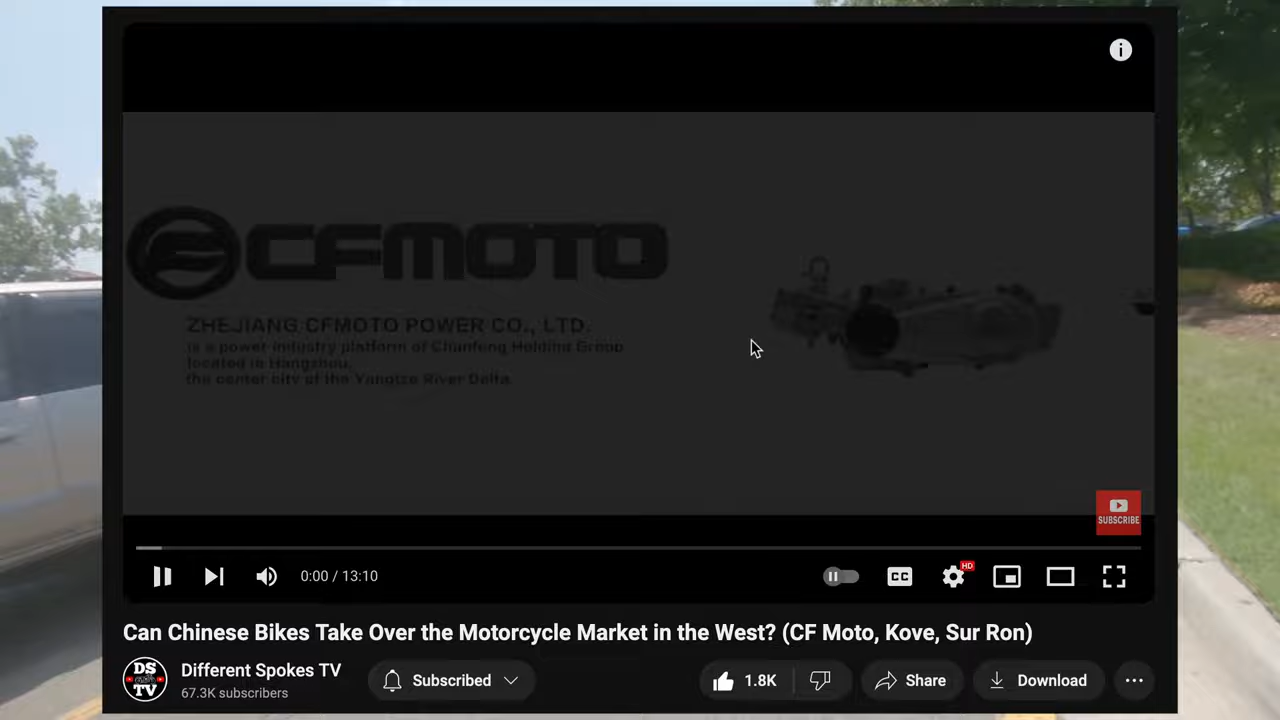 CFMOTO
ZHEJIANG CFMOTO POWER CO., LTD.
is a power industry platform of Chunfeng Holding Group
located in Hangzhou,
the center city of the Yangtze River Delta
SUBSCRIBE
0:00 / 13:10
CC
HD
Can Chinese Bikes Take Over the Motorcycle Market in the West? (CF Moto, Kove, Sur Ron)
DS
TV
Different Spokes TV
67.3K subscribers
Subscribed
1.8K
Share
Download